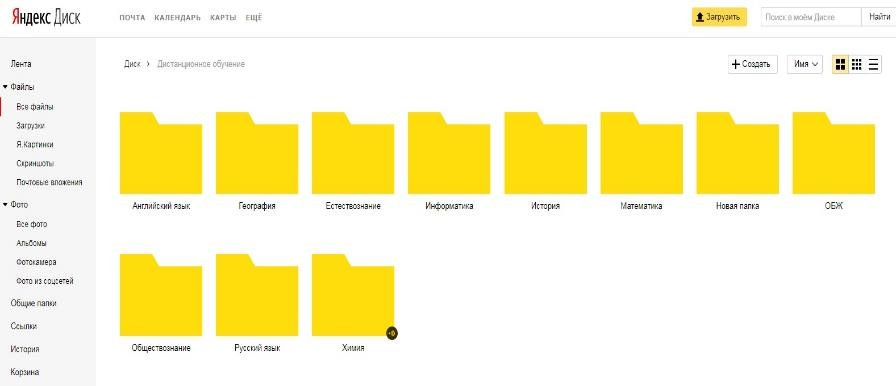 Яндекс Диск
ПОЧТА КАЛЕНДАРЬ КАРТЫ ЕЩЁ
Загрузить
Поиск в моём Диске
Найти
Лента
Файлы
Все файлы
Загрузки
Я.Картинки
Скриншоты
Почтовые вложения
Фото
Все фото
Альбомы
Фотокамера
Фото из соцсетей
Общие папки
Ссылки
История
Корзина
Диск › Дистанционное обучение
Создать
Имя
Английский язык
География
Естествознание
Информатика
История
Математика
Новая папка
ОБЖ
Обществознание
Русский язык
Химия